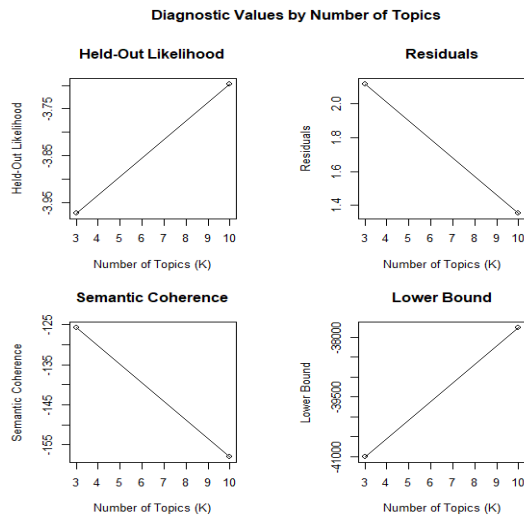 Diagnostic Values by Number of Topics
Held-Out Likelihood
Held-Out Likelihood
-3.75
-3.85
-3.95
3 4 5 6 7 8 9 10
Number of Topics (K)
Residuals
Residuals
2.0
1.8
1.6
1.4
3 4 5 6 7 8 9 10
Number of Topics (K)
Semantic Coherence
Semantic Coherence
-125
-135
-145
-155
3 4 5 6 7 8 9 10
Number of Topics (K)
Lower Bound
Lower Bound
-38000
-39500
-41000
3 4 5 6 7 8 9 10
Number of Topics (K)